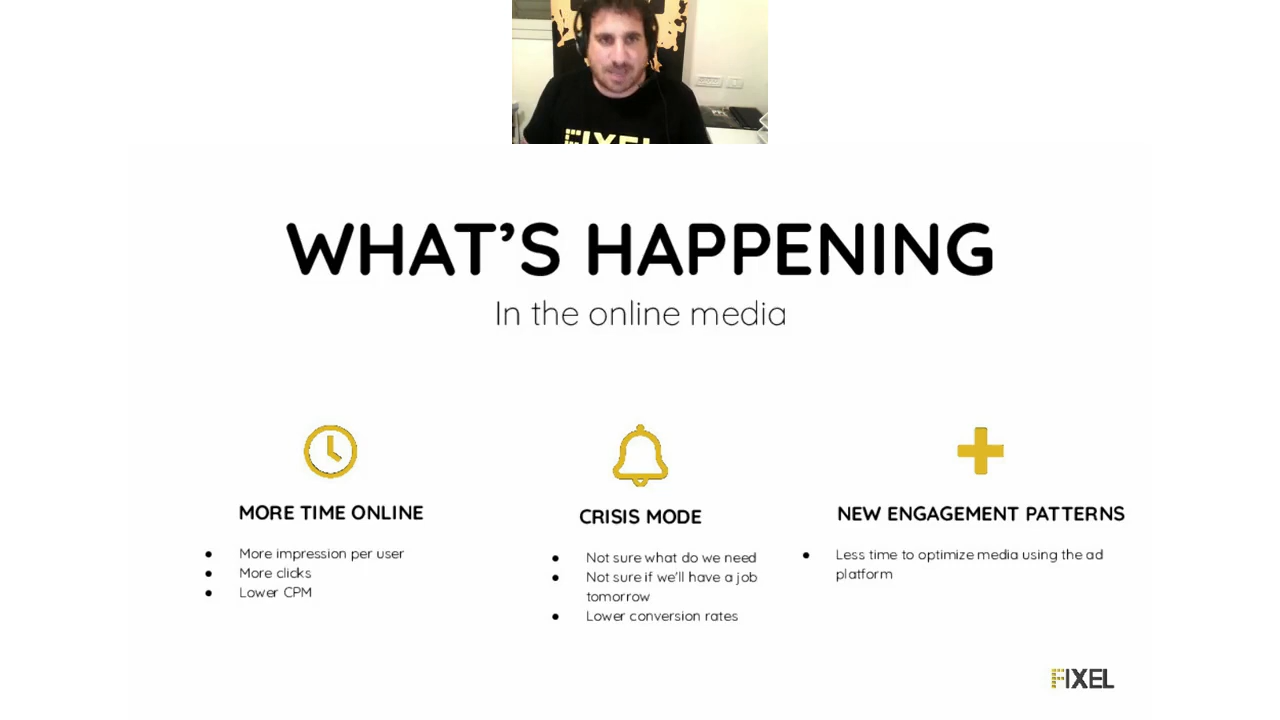 FIXEL
WHAT'S HAPPENING
In the online media
MORE TIME ONLINE
● More impression per user
● More clicks
● Lower CPM
CRISIS MODE
● Not sure what do we need
● Not sure if we'll have a job
tomorrow
● Lower conversion rates
NEW ENGAGEMENT PATTERNS
● Less time to optimize media using the ad
platform
FIXEL